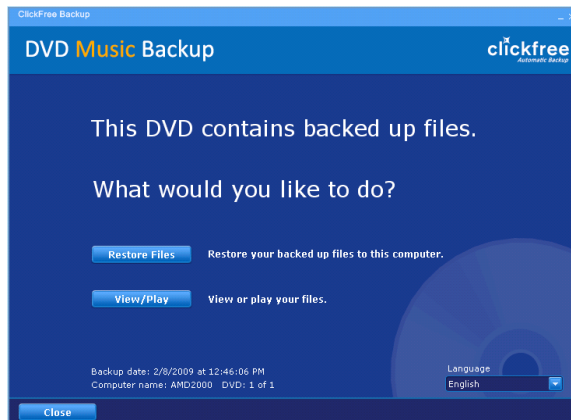 ClickFree Backup
DVD Music Backup
clickfree
Automatic Backup
This DVD contains backed up files.
What would you like to do?
Restore Files Restore your backed up files to this computer.
View/Play View or play your files.
Backup date: 2/8/2009 at 12:46:06 PM
Computer name: AMD2000 DVD: 1 of 1
Language
English
Close